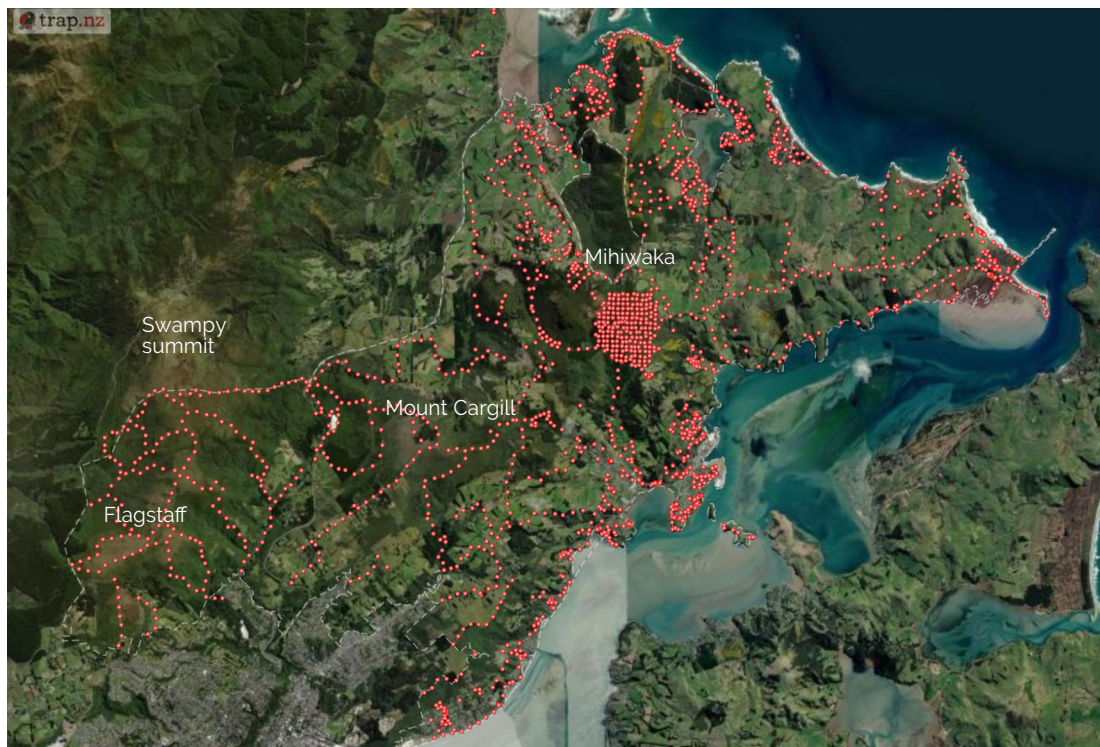 trap.nz
Mihiwaka
Swampy
summit
Mount Cargill
Flagstaff